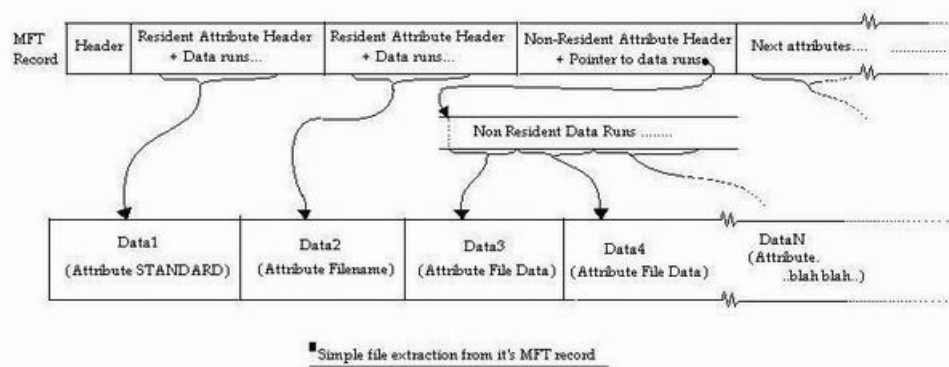 MFT
Record
Header
Resident Attribute Header
+ Data runs...
Resident Attribute Header
+ Data runs...
Non-Resident Attribute Header
+ Pointer to data runs
Next attributes....
Non Resident Data Runs ........
Data1
(Attribute STANDARD)
Data2
(Attribute Filename)
Data3
(Attribute File Data)
Data4
(Attribute File Data)
DataN
(Attribute.
..blah blah..)
Simple file extraction from it's MFT record